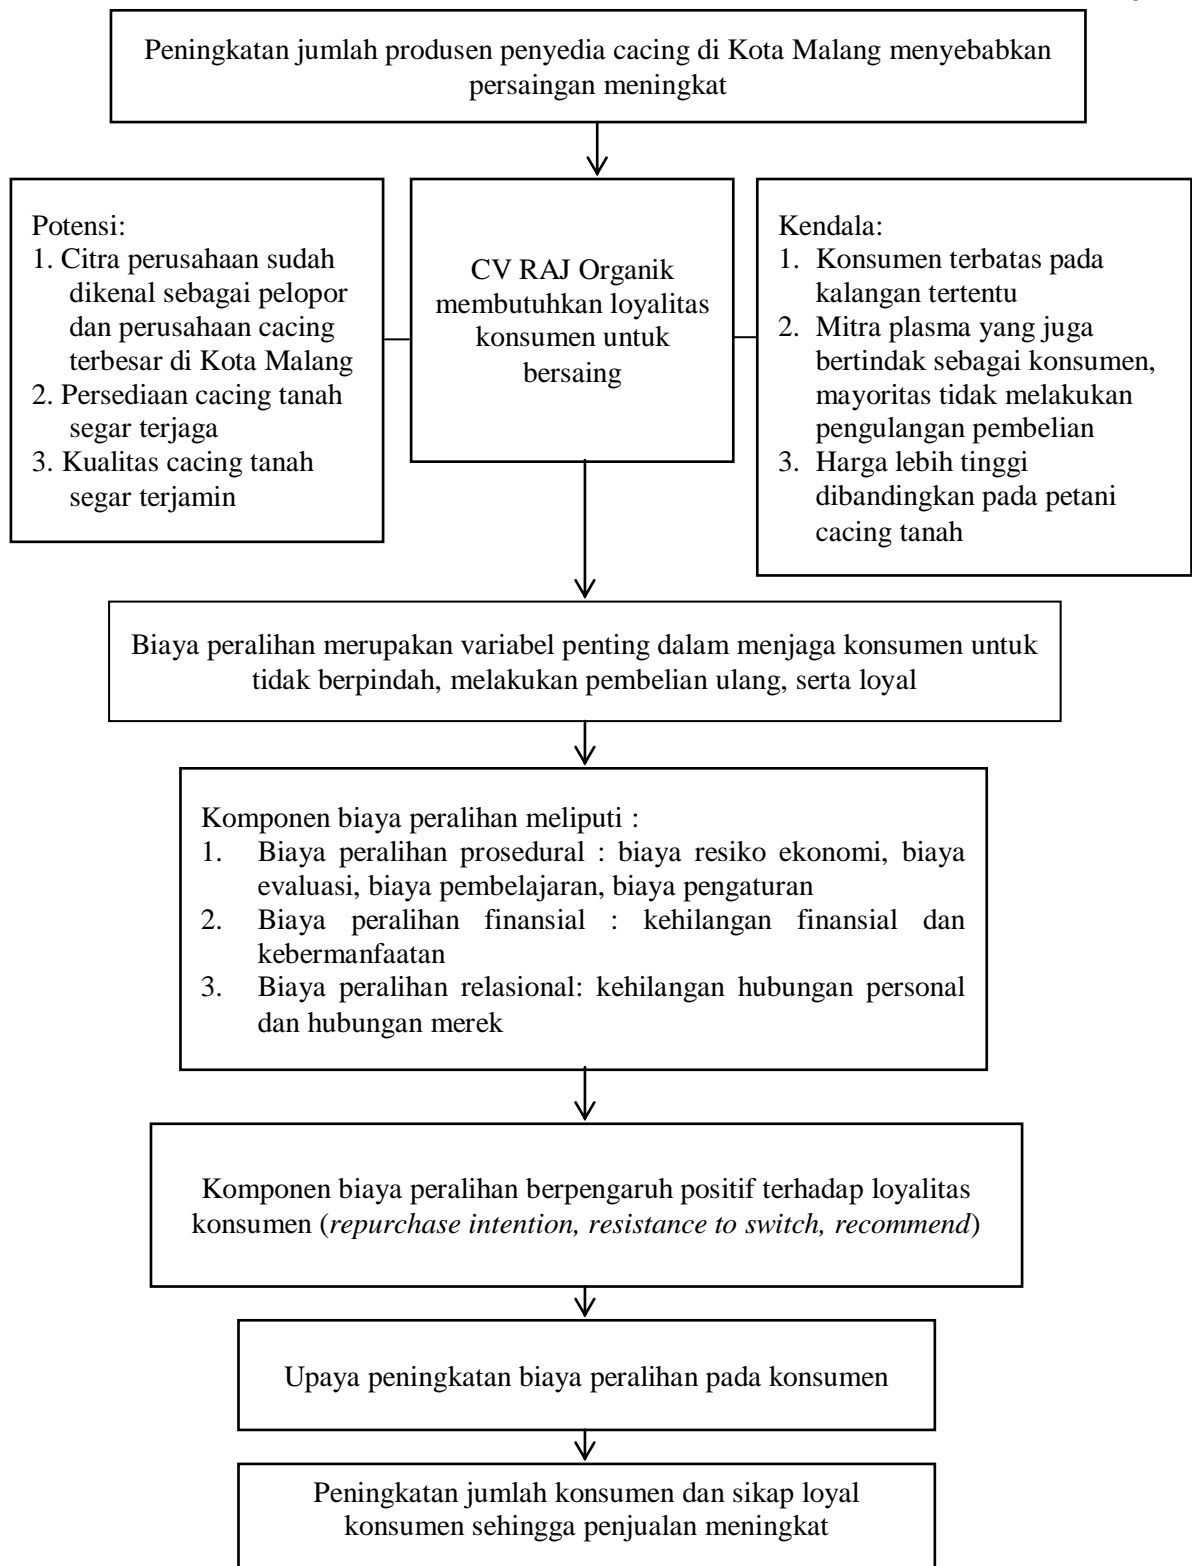 Peningkatan jumlah produsen penyedia cacing di Kota Malang menyebabkan
persaingan meningkat
Potensi:
1. Citra perusahaan sudah
dikenal sebagai pelopor
dan perusahaan cacing
terbesar di Kota Malang
2. Persediaan cacing tanah
segar terjaga
3. Kualitas cacing tanah
segar terjamin
CV RAJ Organik
membutuhkan loyalitas
konsumen untuk
bersaing
Kendala:
1. Konsumen terbatas pada
kalangan tertentu
2. Mitra plasma yang juga
bertindak sebagai konsumen,
mayoritas tidak melakukan
pengulangan pembelian
3. Harga lebih tinggi
dibandingkan pada petani
cacing tanah
Biaya peralihan merupakan variabel penting dalam menjaga konsumen untuk
tidak berpindah, melakukan pembelian ulang, serta loyal
Komponen biaya peralihan meliputi :
1. Biaya peralihan prosedural : biaya resiko ekonomi, biaya
evaluasi, biaya pembelajaran, biaya pengaturan
2. Biaya peralihan finansial : kehilangan finansial dan
kebermanfaatan
3. Biaya peralihan relasional: kehilangan hubungan personal
dan hubungan merek
Komponen biaya peralihan berpengaruh positif terhadap loyalitas
konsumen (repurchase intention, resistance to switch, recommend)
Upaya peningkatan biaya peralihan pada konsumen
Peningkatan jumlah konsumen dan sikap loyal
konsumen sehingga penjualan meningkat